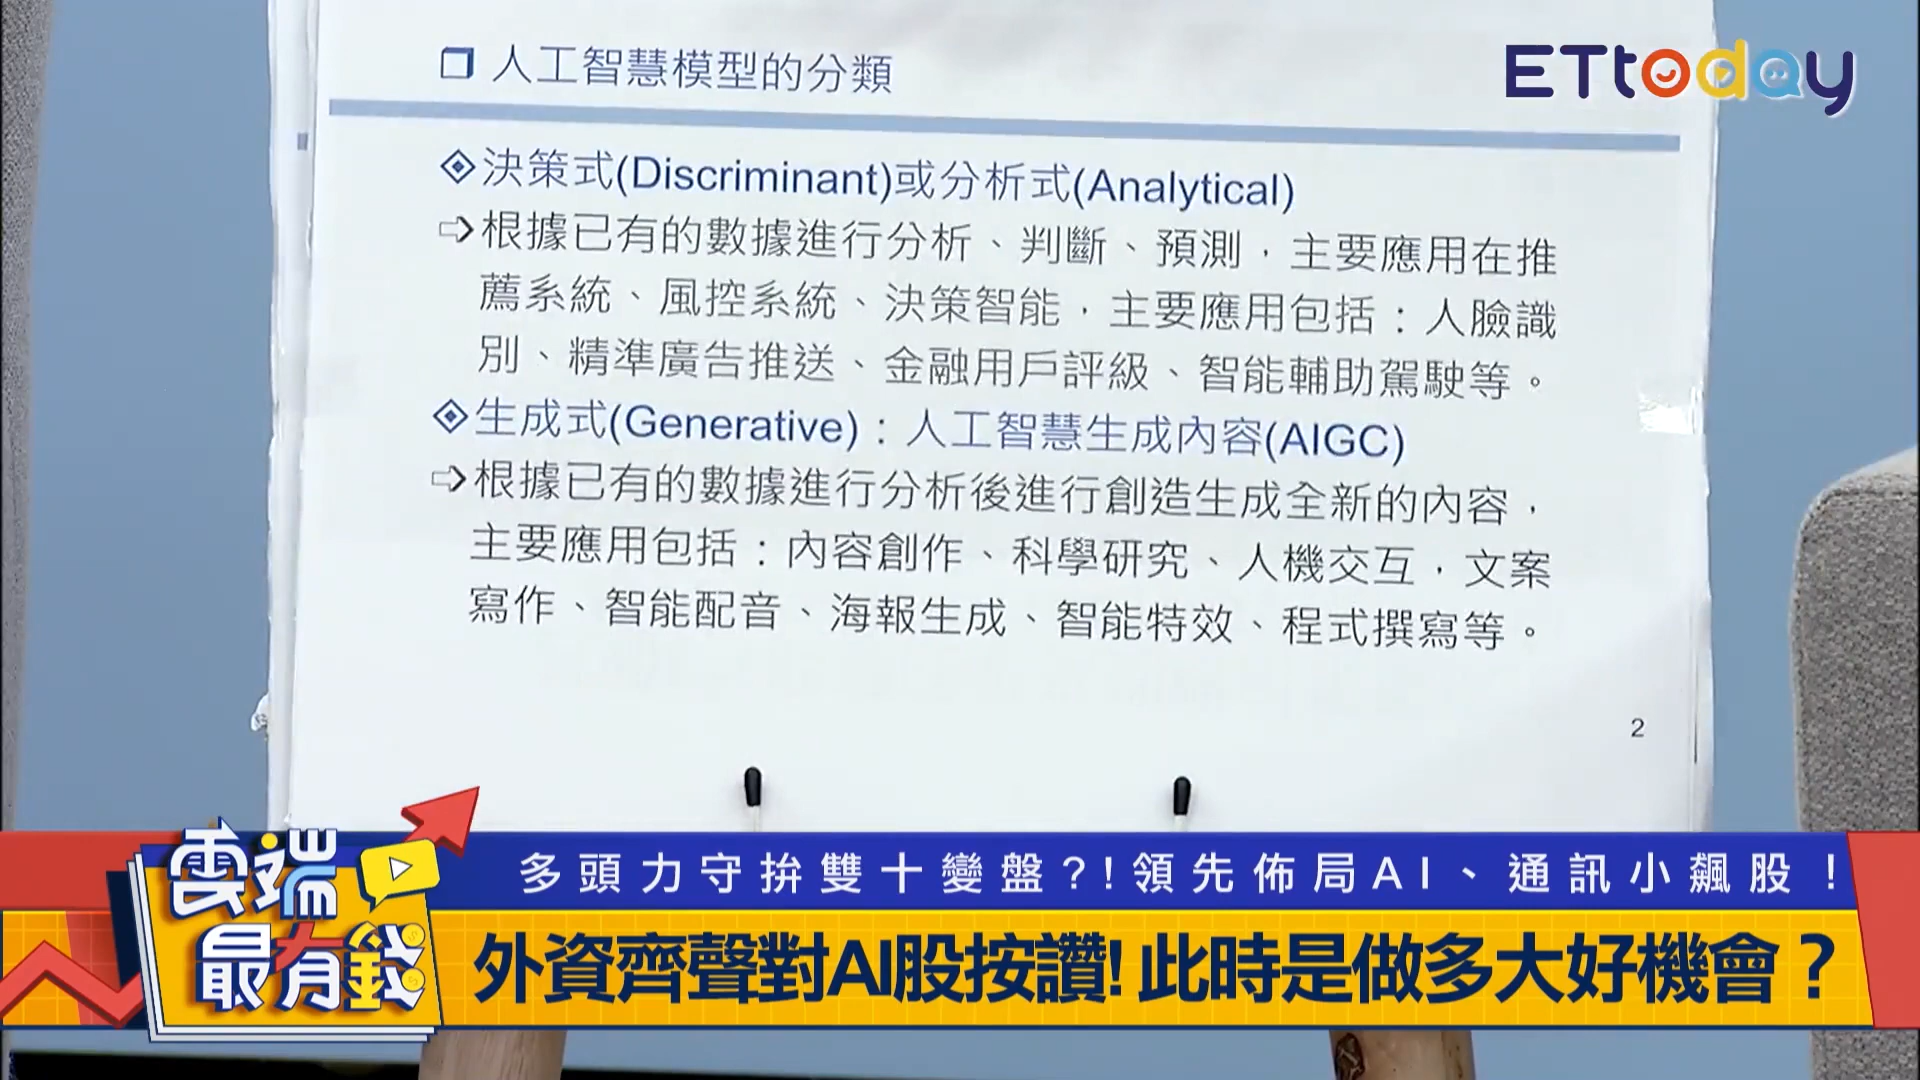 人工智慧模型的分類
ETtoday
決策式(Discriminant)或分析式(Analytical)
根據已有的數據進行分析、判斷、預測，主要應用在推
薦系統、風控系統、決策智能，主要應用包括：人臉識
別、精準廣告推送、金融用戶評級、智能輔助駕駛等。
生成式(Generative)：人工智慧生成內容(AIGC)
根據已有的數據進行分析後進行創造生成全新的內容，
主要應用包括：內容創作、科學研究、人機交互，文案
寫作、智能配音、海報生成、智能特效、程式撰寫等。
2
雲端
最有錢
多頭力守拚雙十變盤?!領先佈局AI、通訊小飆股！
外資齊聲對AI股按讚!此時是做多大好機會？